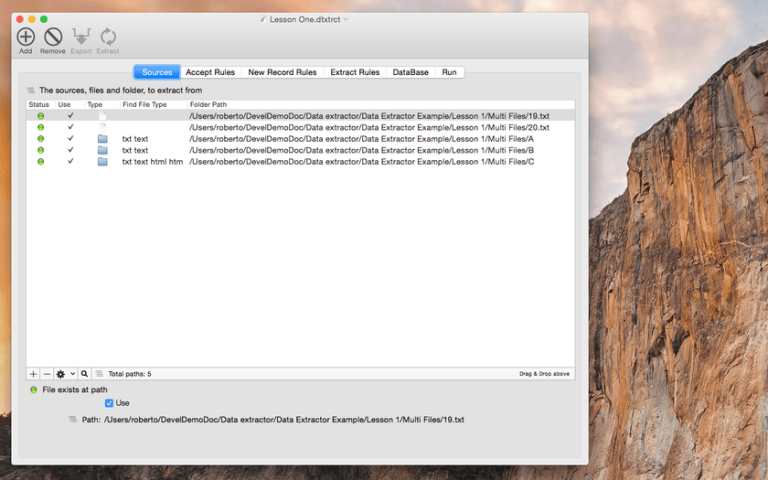 Lesson One.dtxtrct
Add Remove Export Extract
Sources Accept Rules New Record Rules Extract Rules DataBase Run
The sources, files and folder, to extract from
Status Use Type Find File Type Folder Path
/Users/roberto/DevelDemoDoc/Data extractor/Data Extractor Example/Lesson 1/Multi Files/19.txt
/Users/roberto/DevelDemoDoc/Data extractor/Data Extractor Example/Lesson 1/Multi Files/20.txt
txt text /Users/roberto/DevelDemoDoc/Data extractor/Data Extractor Example/Lesson 1/Multi Files/A
txt text /Users/roberto/DevelDemoDoc/Data extractor/Data Extractor Example/Lesson 1/Multi Files/B
txt text html htm /Users/roberto/DevelDemoDoc/Data extractor/Data Extractor Example/Lesson 1/Multi Files/C
Total paths: 5 Drag & Drop above
File exists at path
Use
Path: /Users/roberto/DevelDemoDoc/Data extractor/Data Extractor Example/Lesson 1/Multi Files/19.txt